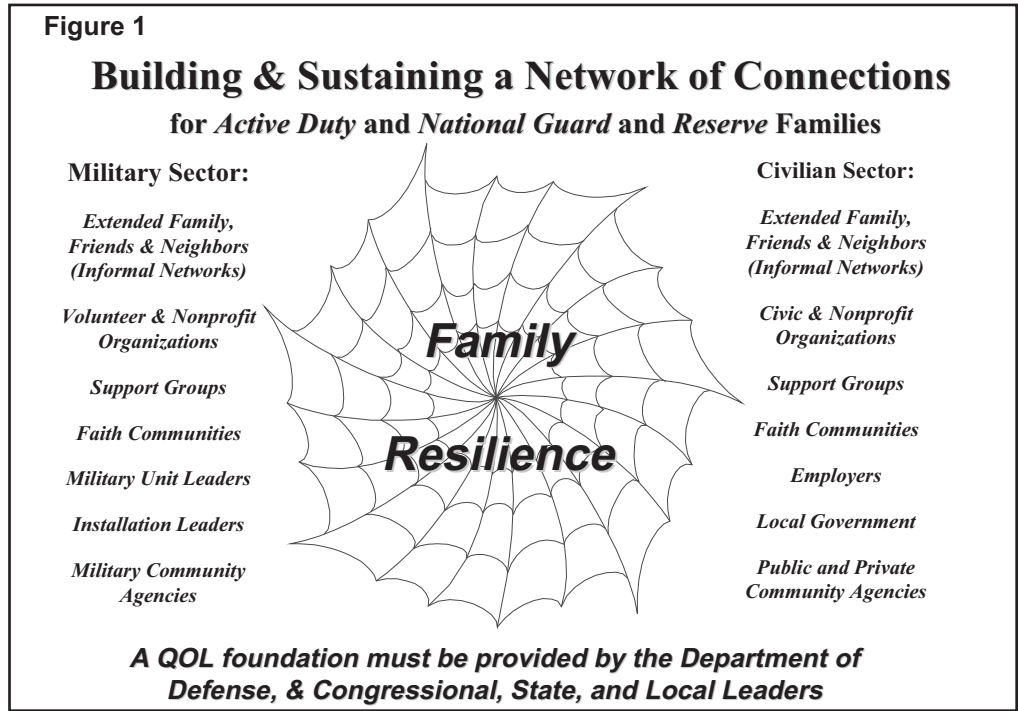 Figure 1
Building & Sustaining a Network of Connections
for Active Duty and National Guard and Reserve Families
Military Sector:
Extended Family,
Friends & Neighbors
(Informal Networks)
Volunteer & Nonprofit
Organizations
Support Groups
Faith Communities
Military Unit Leaders
Installation Leaders
Military Community
Agencies
Family
Resilience
Civilian Sector:
Extended Family,
Friends & Neighbors
(Informal Networks)
Civic & Nonprofit
Organizations
Support Groups
Faith Communities
Employers
Local Government
Public and Private
Community Agencies
A QOL foundation must be provided by the Department of
Defense, & Congressional, State, and Local Leaders